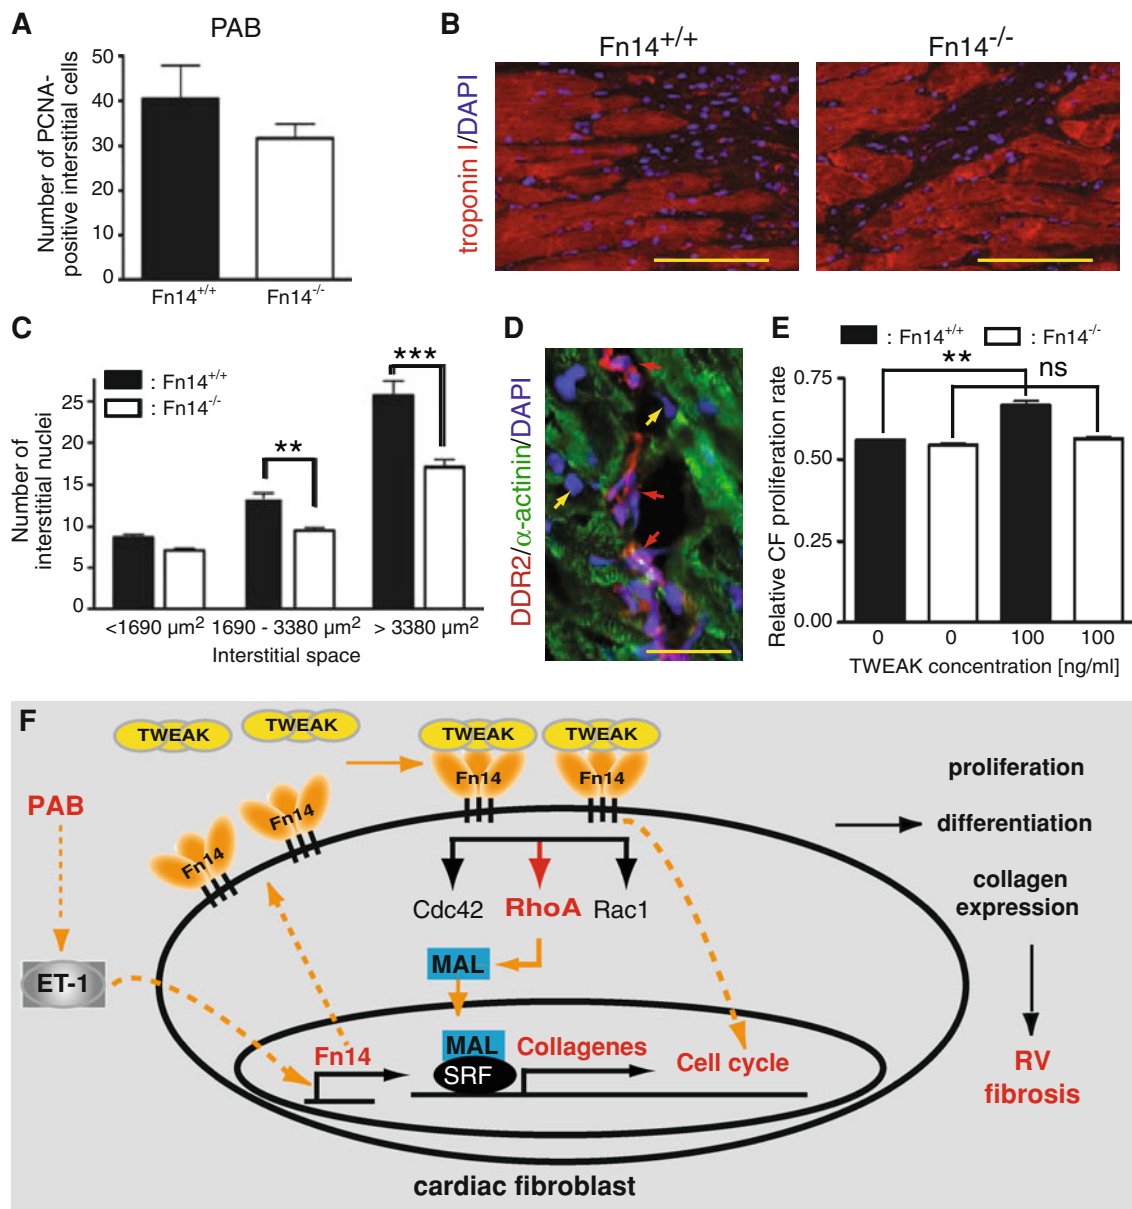 A
PAB
Number of PCNA-
positive interstitial cells
50
40
30
20
10
0
Fn14+/+
Fn14-/-
B
Fn14+/+
Fn14-/-
troponin I/DAPI
C
: Fn14+/+
: Fn14-/-
Number of
interstitial nuclei
25
20
15
10
5
0
**
***
<1690 µm2
1690 - 3380 µm2
> 3380 µm2
Interstitial space
D
DDR2/α-actinin/DAPI
E
: Fn14+/+
: Fn14-/-
Relative CF proliferation rate
0.75
0.50
0.25
0.00
**
ns
0
0
100
100
TWEAK concentration [ng/ml]
F
TWEAK
TWEAK
TWEAK
TWEAK
Fn14
Fn14
Fn14
Fn14
PAB
ET-1
Cdc42
RhoA
Rac1
MAL
MAL
SRF
Fn14
Collagenes
Cell cycle
cardiac fibroblast
proliferation
differentiation
collagen
expression
RV
fibrosis